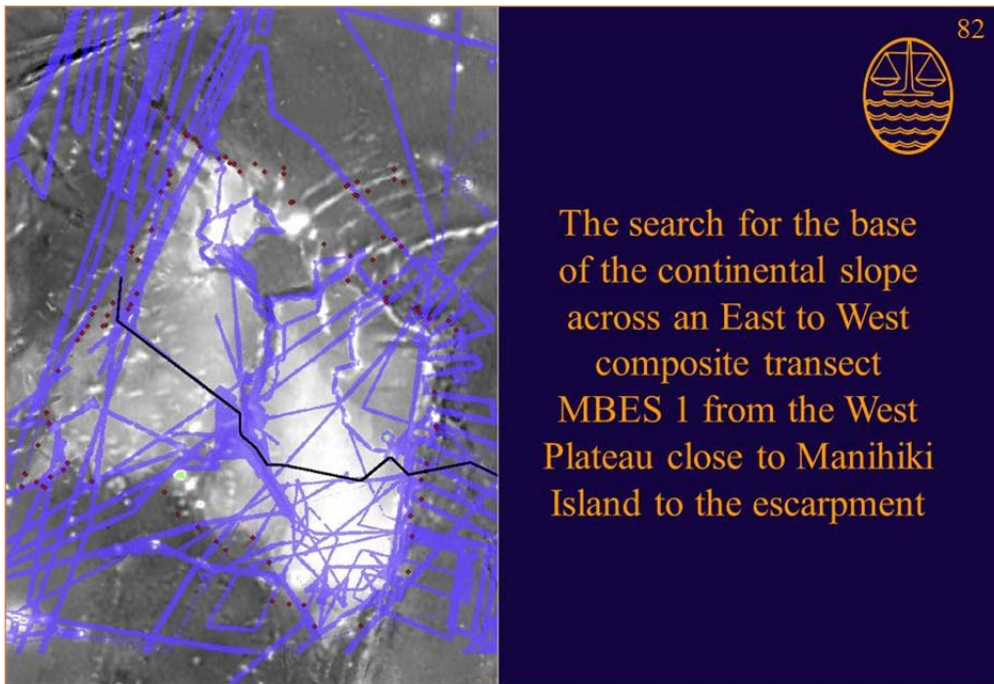 82
The search for the base
of the continental slope
across an East to West
composite transect
MBES 1 from the West
Plateau close to Manihiki
Island to the escarpment